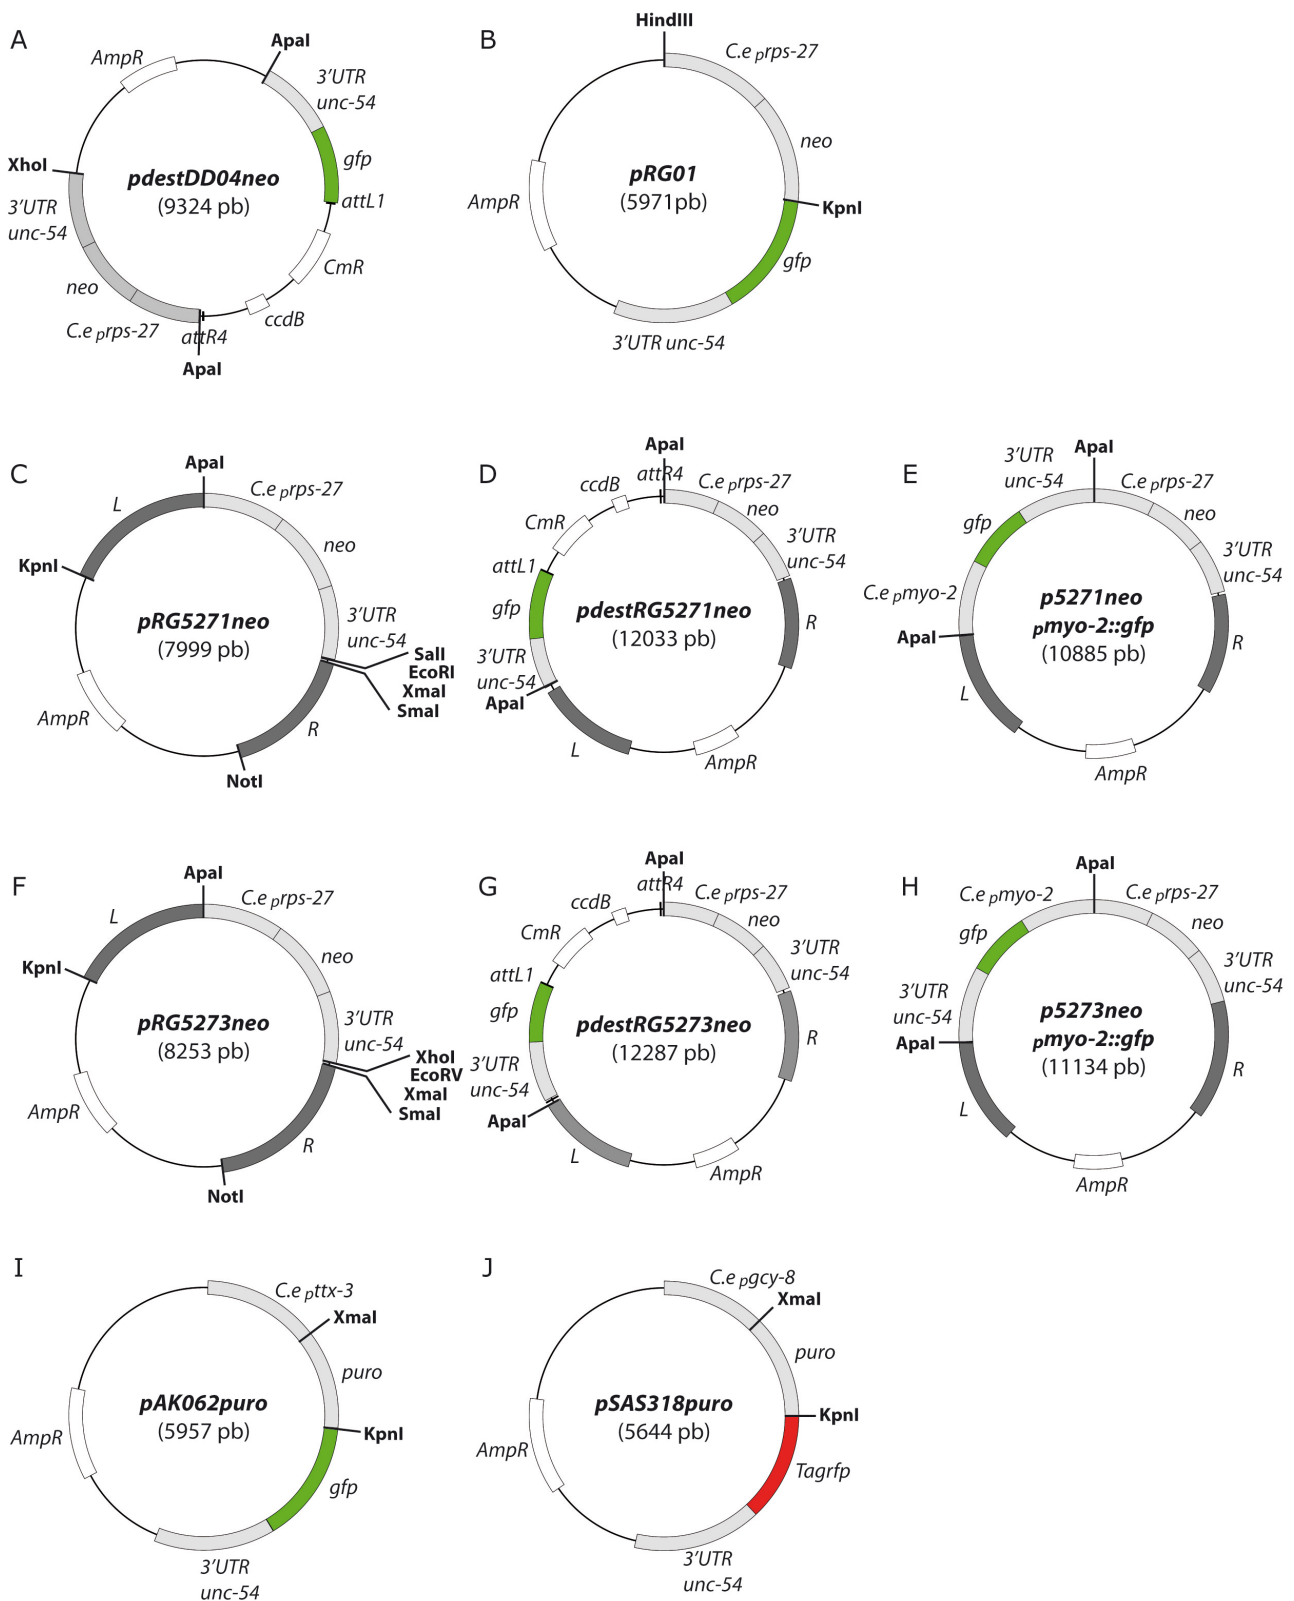 A
AmpR
ApaI
3’UTR
unc-54
gfp
attL1
CmR
ccdB
attR4
ApaI
C.e prps-27
neo
3’UTR
unc-54
XhoI
pdestDD04neo
(9324 pb)
B
HindIII
C.e prps-27
neo
KpnI
gfp
3’UTR unc-54
AmpR
pRG01
(5971pb)
C
ApaI
C.e prps-27
neo
3’UTR
unc-54
SalI
EcoRI
XmaI
SmaI
R
NotI
AmpR
KpnI
L
pRG5271neo
(7999 pb)
D
ApaI
attR4
C.e prps-27
neo
3’UTR
unc-54
R
AmpR
L
ApaI
3’UTR
unc-54
gfp
attL1
CmR
ccdB
pdestRG5271neo
(12033 pb)
E
ApaI
3’UTR
unc-54
C.e prps-27
neo
3’UTR
unc-54
R
AmpR
L
ApaI
C.e pmyo-2
gfp
p5271neo
pmyo-2::gfp
(10885 pb)
F
ApaI
C.e prps-27
neo
3’UTR
unc-54
XhoI
EcoRV
XmaI
SmaI
R
NotI
AmpR
KpnI
L
pRG5273neo
(8253 pb)
G
ApaI
attR4
C.e prps-27
neo
3’UTR
unc-54
R
AmpR
L
ApaI
3’UTR
unc-54
gfp
attL1
CmR
ccdB
pdestRG5273neo
(12287 pb)
H
ApaI
C.e pmyo-2
C.e prps-27
neo
3’UTR
unc-54
R
AmpR
L
ApaI
3’UTR
unc-54
gfp
p5273neo
pmyo-2::gfp
(11134 pb)
I
C.e pttx-3
XmaI
puro
KpnI
gfp
3’UTR
unc-54
AmpR
pAK062puro
(5957 pb)
J
C.e pgcy-8
XmaI
puro
KpnI
Tagrfp
3’UTR
unc-54
AmpR
pSAS318puro
(5644 pb)